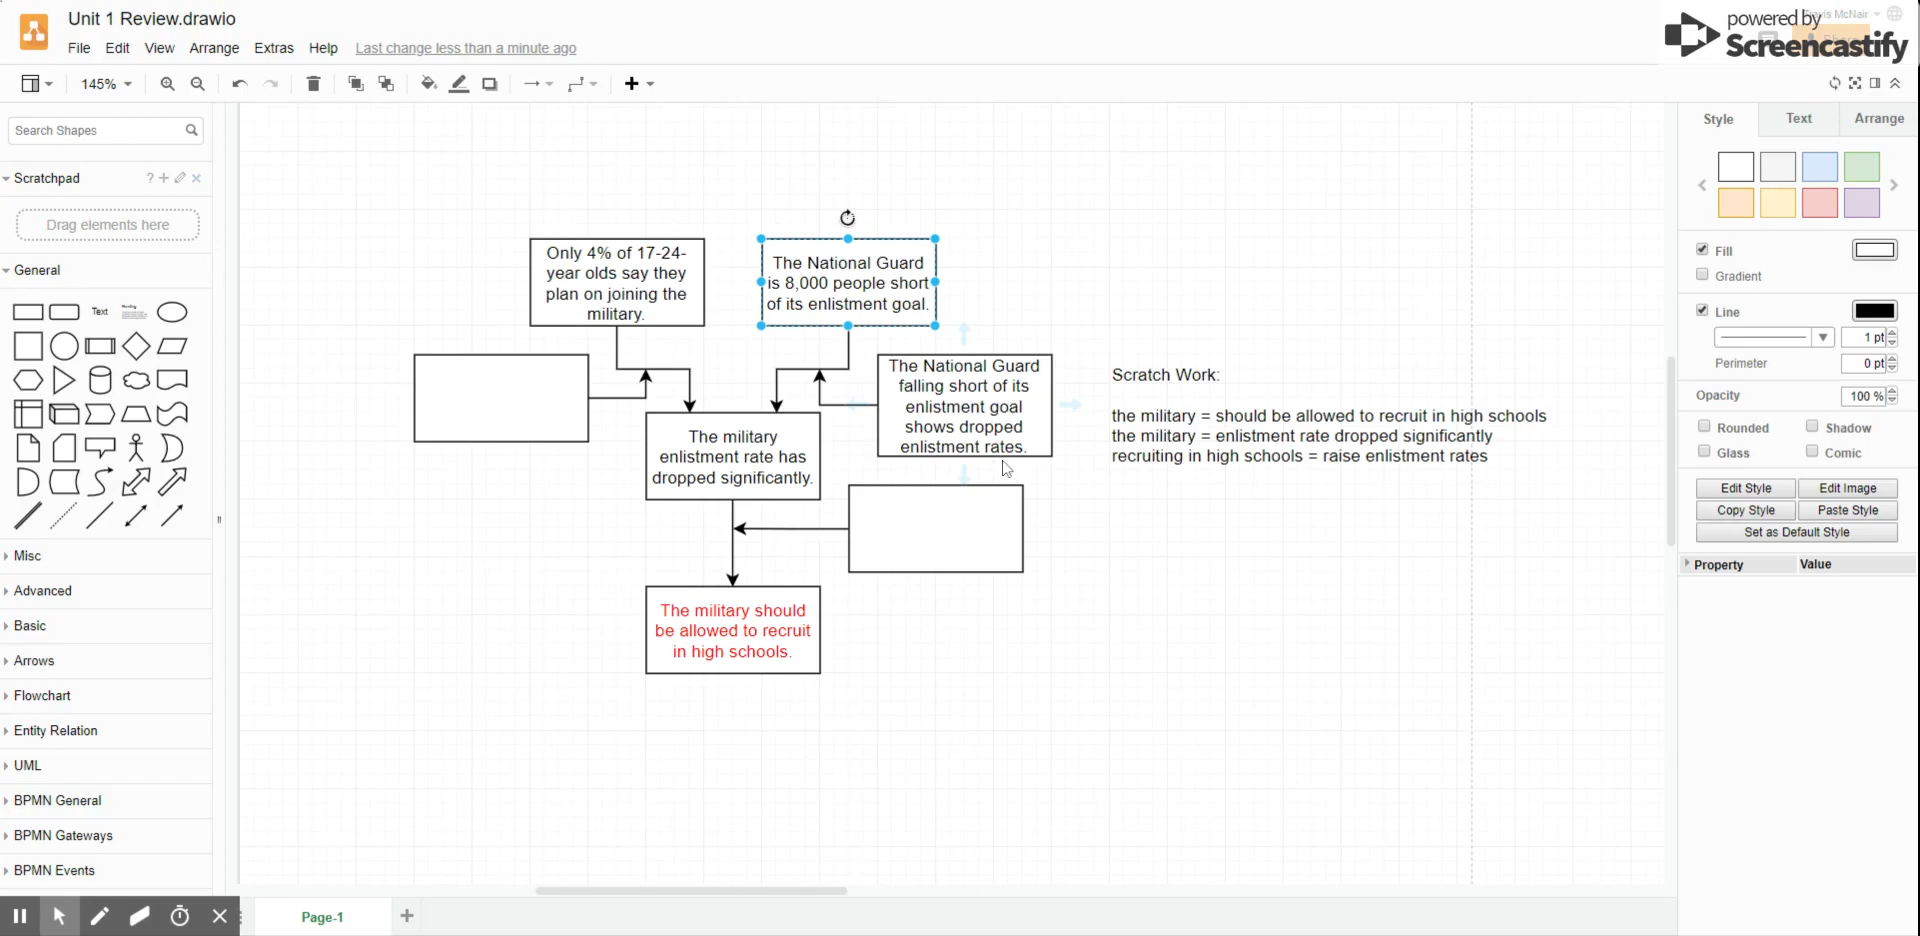 Unit 1 Review.drawio
powered by
Screencastify
File Edit View Arrange Extras Help Last change less than a minute ago
145%
Search Shapes
Scratchpad ?
Drag elements here
General
Text
Misc
Advanced
Basic
Arrows
Flowchart
Entity Relation
UML
BPMN General
BPMN Gateways
BPMN Events
Only 4% of 17-24-
year olds say they
plan on joining the
military.
The National Guard
is 8,000 people short
of its enlistment goal.
The National Guard
falling short of its
enlistment goal
shows dropped
enlistment rates.
The military
enlistment rate has
dropped significantly.
The military should
be allowed to recruit
in high schools.
Scratch Work:
the military = should be allowed to recruit in high schools
the military = enlistment rate dropped significantly
recruiting in high schools = raise enlistment rates
Style Text Arrange
Fill
Gradient
Line
1 pt
Perimeter 0 pt
Opacity 100 %
Rounded Shadow
Glass Comic
Edit Style Edit Image
Copy Style Paste Style
Set as Default Style
Property Value
Page-1